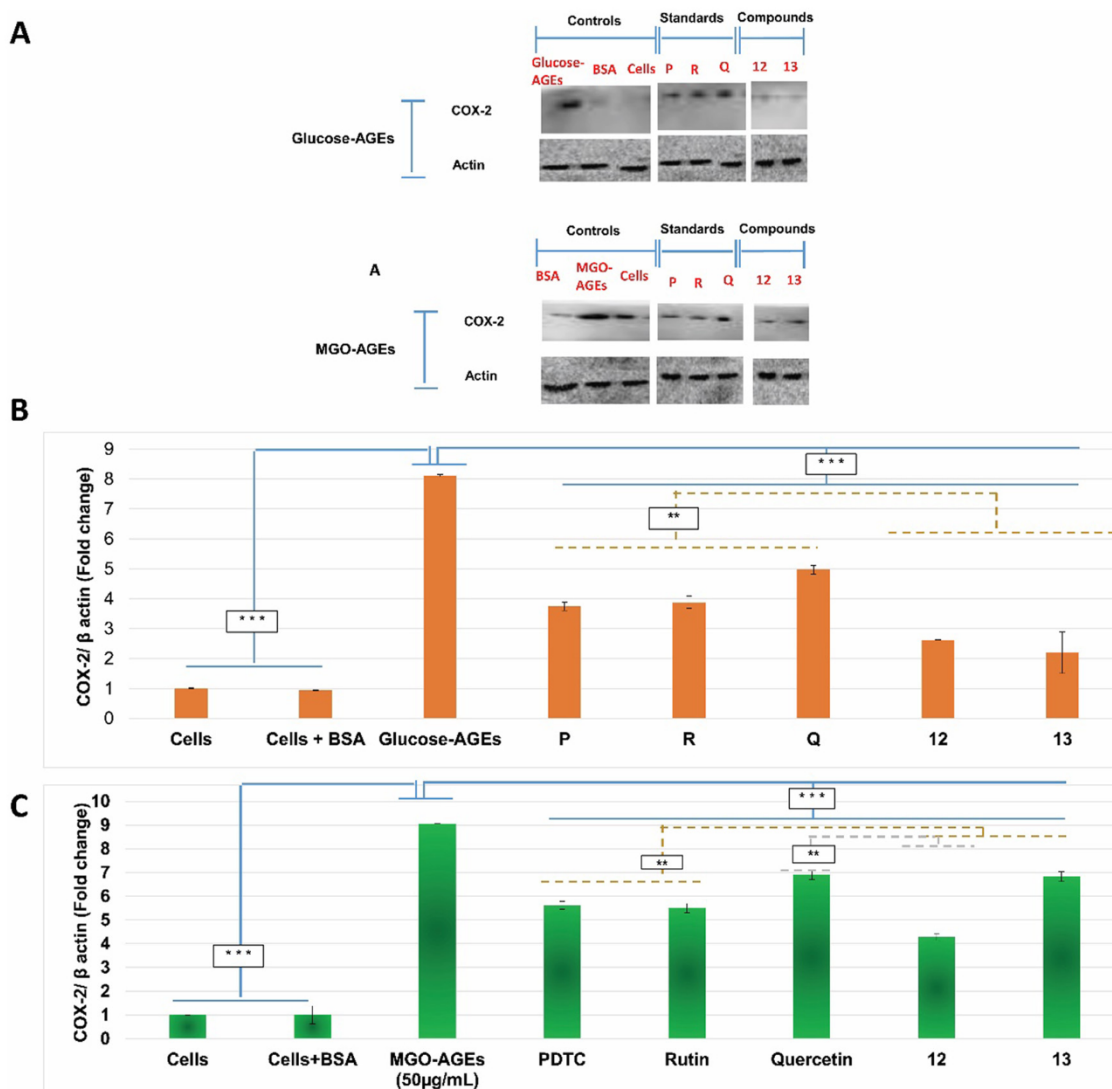 A
Controls Standards Compounds
Glucose-AGEs BSA Cells P R Q 12 13
COX-2
Glucose-AGEs
Actin
Controls Standards Compounds
A
BSA MGO-AGEs Cells P R Q 12 13
COX-2
MGO-AGEs
Actin
B
COX-2/ β actin (Fold change)
9
8
7
6
5
4
3
2
1
0
***
**
***
Cells Cells + BSA Glucose-AGEs P R Q 12 13
C
COX-2/ β actin (Fold change)
10
9
8
7
6
5
4
3
2
1
0
***
** **
***
Cells Cells+BSA MGO-AGEs PDTC Rutin Quercetin 12 13
(50µg/mL)